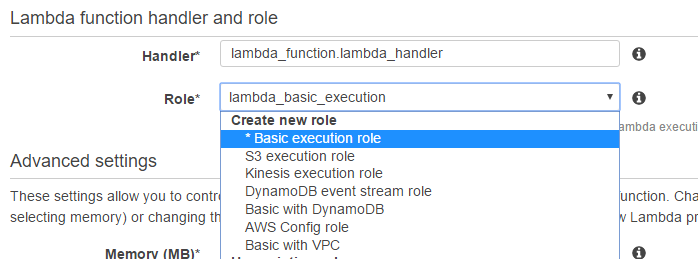 Lambda function handler and role
Handler* lambda_function.lambda_handler
Role* lambda_basic_execution
Create new role
ambda executi
* Basic execution role
Advanced settings
S3 execution role
Kinesis execution role
These settings allow you to contro
DynamoDB event stream role
unction. Cha
selecting memory) or changing th
Basic with DynamoDB
w Lambda pr
AWS Config role
Memory (MB)*
Basic with VPC